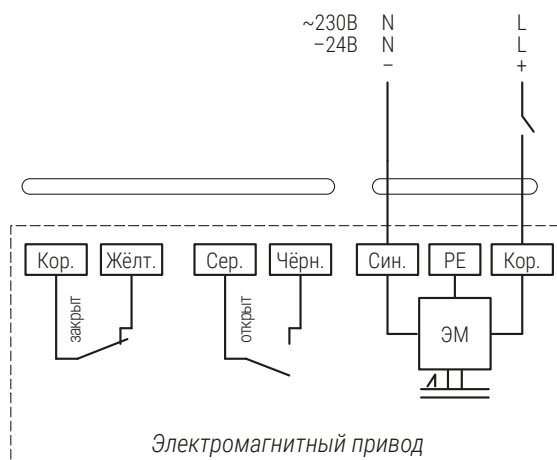 ~230В N L
−24В N L
− +
Кор. Жёлт. Сер. Чёрн. Син. PE Кор.
закрыт
открыт
ЭМ
Электромагнитный привод